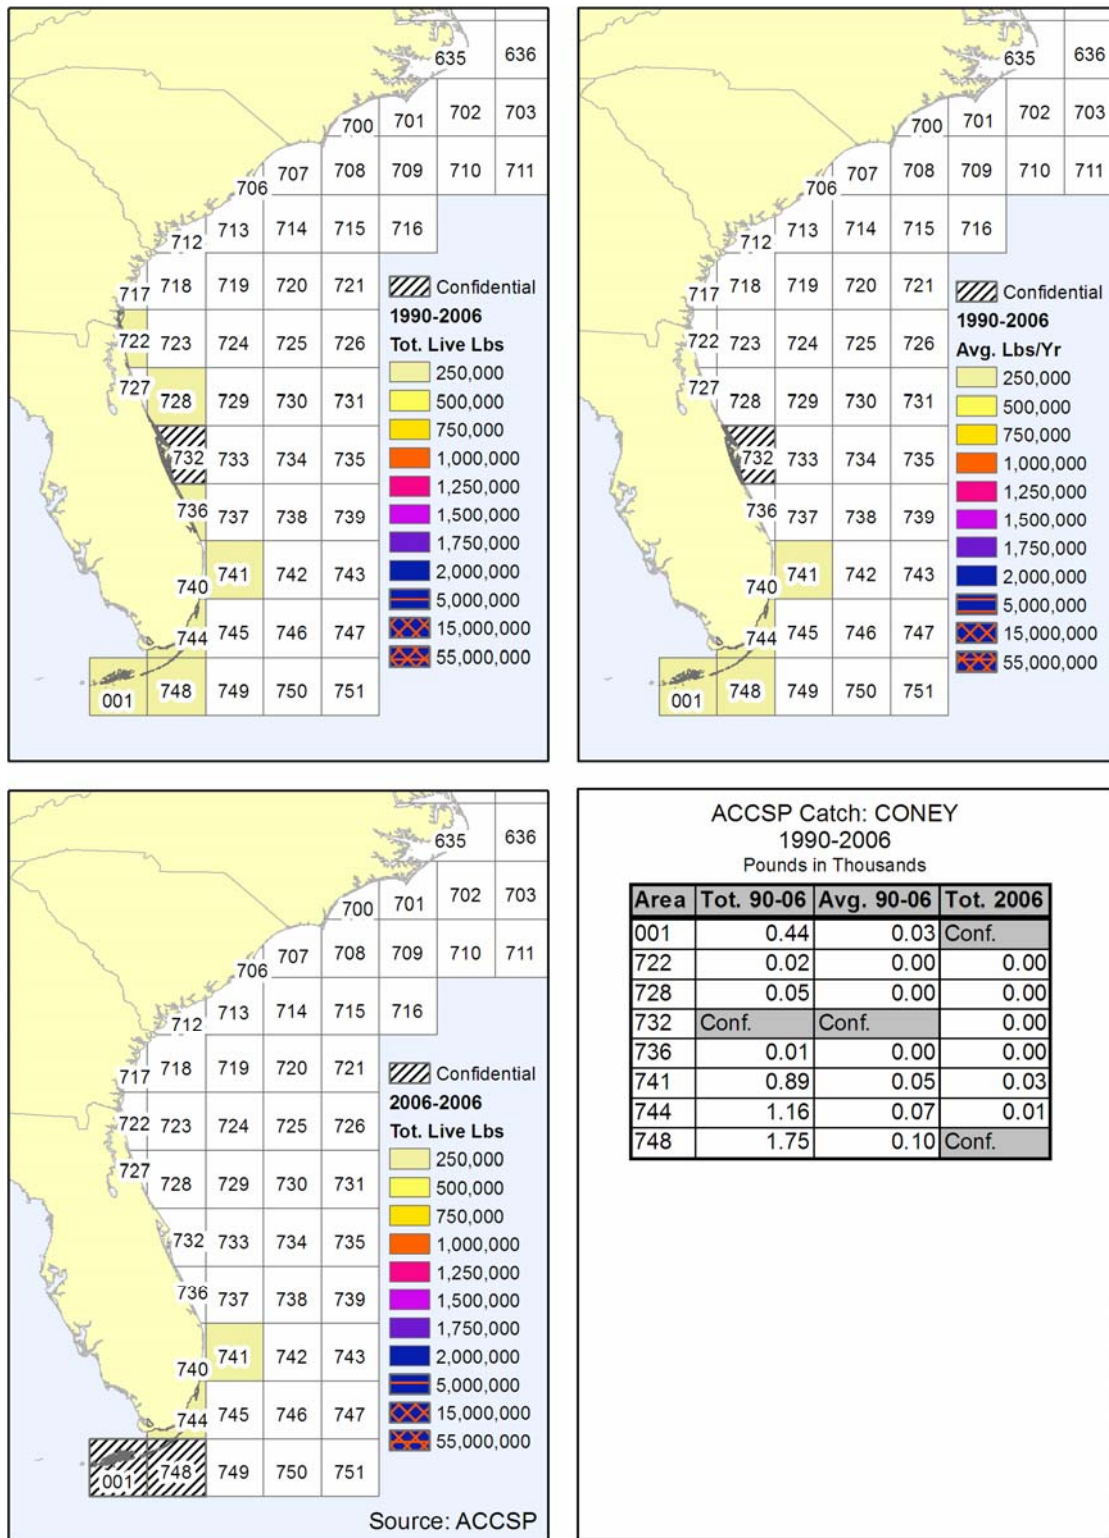 635 636
700 701 702 703
706 707 708 709 710 711
712 713 714 715 716
717 718 719 720 721
722 723 724 725 726
727 728 729 730 731
732 733 734 735
736 737 738 739
740 741 742 743
744 745 746 747
001 748 749 750 751
Confidential
1990-2006
Tot. Live Lbs
250,000
500,000
750,000
1,000,000
1,250,000
1,500,000
1,750,000
2,000,000
5,000,000
15,000,000
55,000,000
635 636
700 701 702 703
706 707 708 709 710 711
712 713 714 715 716
717 718 719 720 721
722 723 724 725 726
727 728 729 730 731
732 733 734 735
736 737 738 739
740 741 742 743
744 745 746 747
001 748 749 750 751
Confidential
1990-2006
Avg. Lbs/Yr
250,000
500,000
750,000
1,000,000
1,250,000
1,500,000
1,750,000
2,000,000
5,000,000
15,000,000
55,000,000
635 636
700 701 702 703
706 707 708 709 710 711
712 713 714 715 716
717 718 719 720 721
722 723 724 725 726
727 728 729 730 731
732 733 734 735
736 737 738 739
740 741 742 743
744 745 746 747
001 748 749 750 751
Confidential
2006-2006
Tot. Live Lbs
250,000
500,000
750,000
1,000,000
1,250,000
1,500,000
1,750,000
2,000,000
5,000,000
15,000,000
55,000,000
Source: ACCSP
ACCSP Catch: CONEY
1990-2006
Pounds in Thousands
Area Tot. 90-06 Avg. 90-06 Tot. 2006
001 0.44 0.03 Conf.
722 0.02 0.00 0.00
728 0.05 0.00 0.00
732 Conf. Conf. 0.00
736 0.01 0.00 0.00
741 0.89 0.05 0.03
744 1.16 0.07 0.01
748 1.75 0.10 Conf.